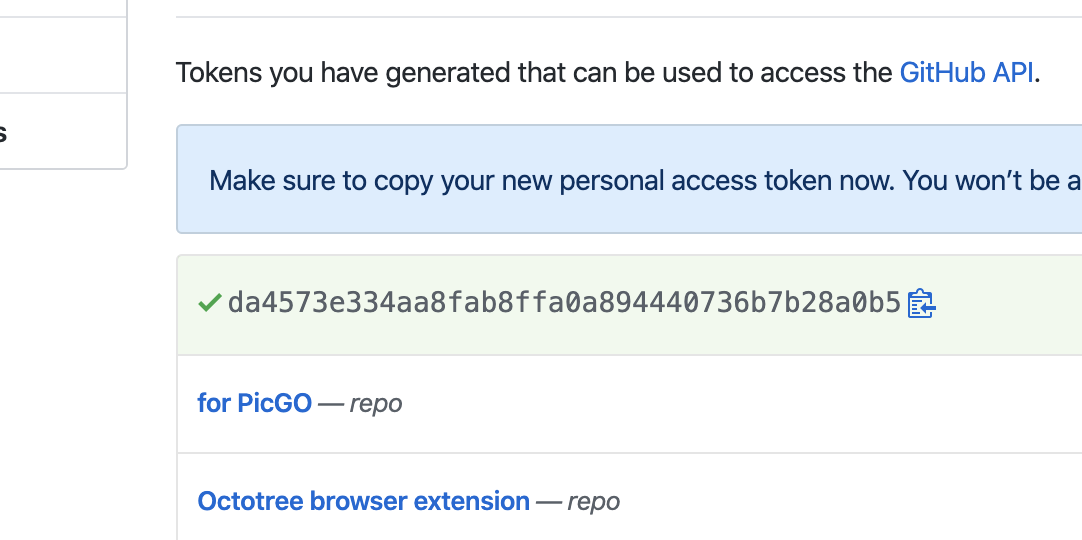 Tokens you have generated that can be used to access the GitHub API.
s
Make sure to copy your new personal access token now. You won’t be a
da4573e334aa8fab8ffa0a894440736b7b28a0b5
for PicGO — repo
Octotree browser extension — repo